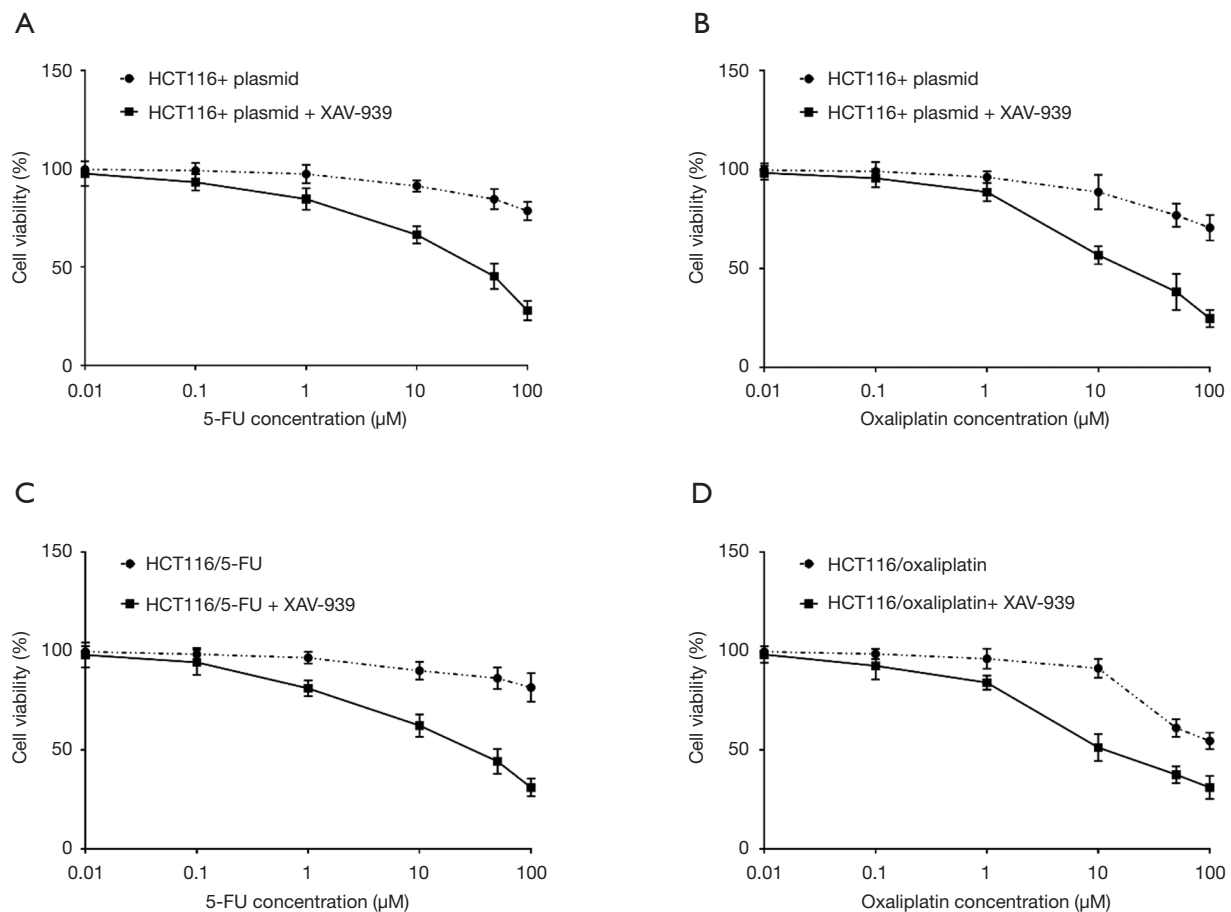 A
HCT116+ plasmid
HCT116+ plasmid + XAV-939
Cell viability (%)
150
100
50
0
0.01 0.1 1 10 100
5-FU concentration (µM)
B
HCT116+ plasmid
HCT116+ plasmid + XAV-939
Cell viability (%)
150
100
50
0
0.01 0.1 1 10 100
Oxaliplatin concentration (µM)
C
HCT116/5-FU
HCT116/5-FU + XAV-939
Cell viability (%)
150
100
50
0
0.01 0.1 1 10 100
5-FU concentration (µM)
D
HCT116/oxaliplatin
HCT116/oxaliplatin+ XAV-939
Cell viability (%)
150
100
50
0
0.01 0.1 1 10 100
Oxaliplatin concentration (µM)